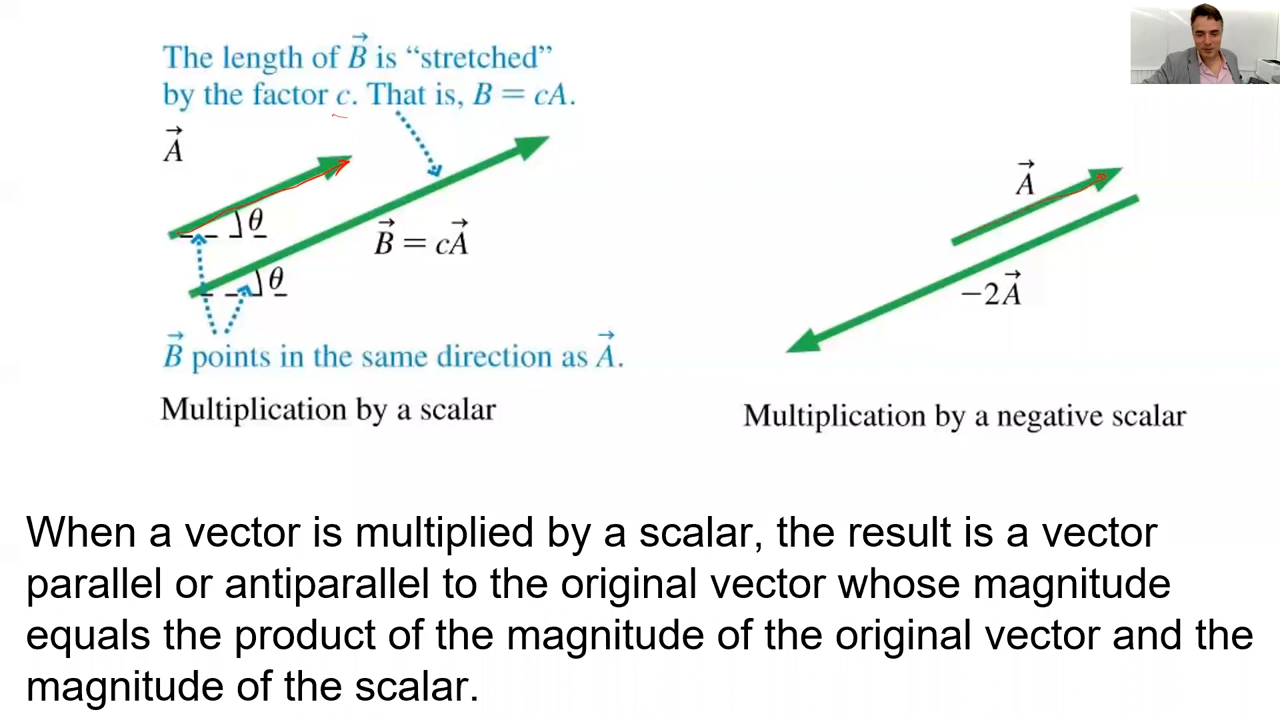 The length of B⃗ is “stretched”
by the factor c. That is, B = cA.
A⃗
θ
B⃗ = cA⃗
θ
B⃗ points in the same direction as A⃗.
Multiplication by a scalar
A⃗
−2A⃗
Multiplication by a negative scalar
When a vector is multiplied by a scalar, the result is a vector
parallel or antiparallel to the original vector whose magnitude
equals the product of the magnitude of the original vector and the
magnitude of the scalar.